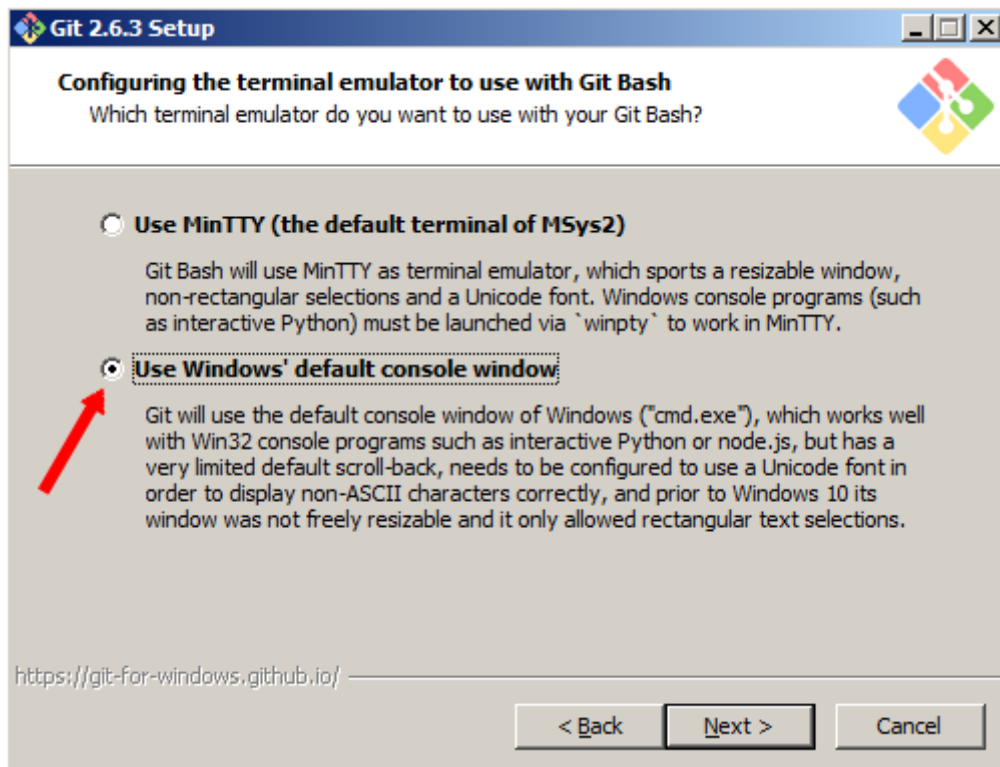 Git 2.6.3 Setup
Configuring the terminal emulator to use with Git Bash
Which terminal emulator do you want to use with your Git Bash?
Use MinTTY (the default terminal of MSys2)
Git Bash will use MinTTY as terminal emulator, which sports a resizable window,
non-rectangular selections and a Unicode font. Windows console programs (such
as interactive Python) must be launched via `winpty` to work in MinTTY.
Use Windows' default console window
Git will use the default console window of Windows ("cmd.exe"), which works well
with Win32 console programs such as interactive Python or node.js, but has a
very limited default scroll-back, needs to be configured to use a Unicode font in
order to display non-ASCII characters correctly, and prior to Windows 10 its
window was not freely resizable and it only allowed rectangular text selections.
https://git-for-windows.github.io/
< Back
Next >
Cancel